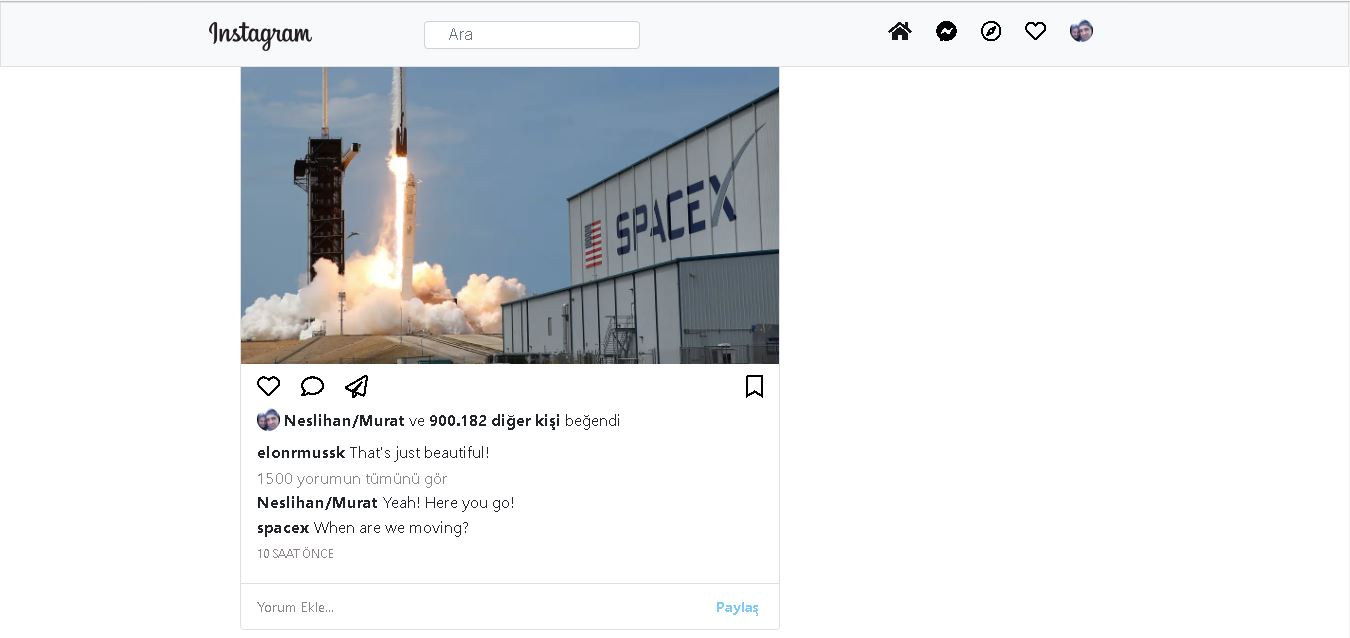 Instagram
Ara
SPACEX
Neslihan/Murat ve 900.182 diğer kişi beğendi
elonrmussk That's just beautiful!
1500 yorumun tümünü gör
Neslihan/Murat Yeah! Here you go!
spacex When are we moving?
10 SAAT ÖNCE
Yorum Ekle... Paylaş